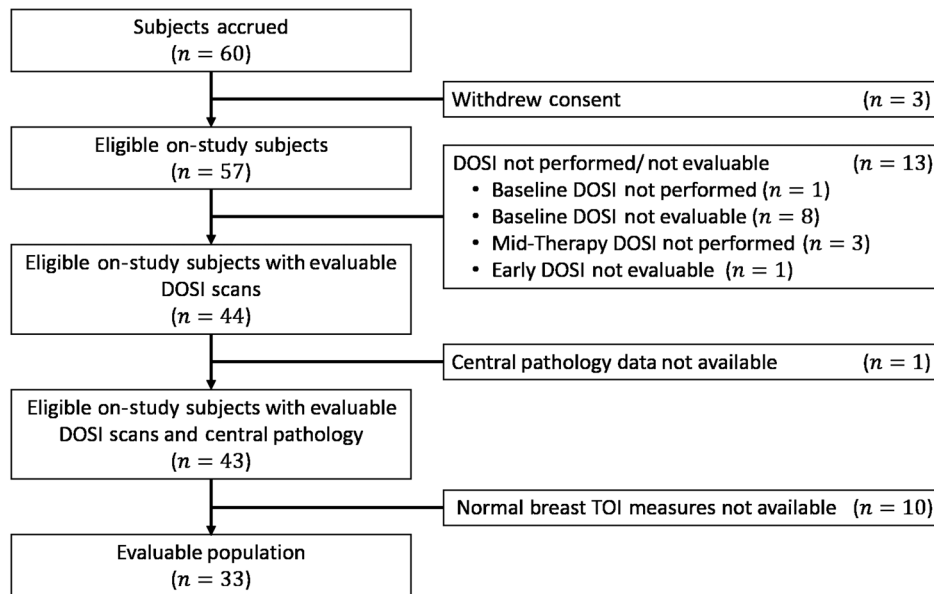 Subjects accrued
(n = 60)
Withdrew consent (n = 3)
Eligible on-study subjects
(n = 57)
DOSI not performed/ not evaluable (n = 13)
• Baseline DOSI not performed (n = 1)
• Baseline DOSI not evaluable (n = 8)
• Mid-Therapy DOSI not performed (n = 3)
• Early DOSI not evaluable (n = 1)
Eligible on-study subjects with evaluable
DOSI scans
(n = 44)
Central pathology data not available (n = 1)
Eligible on-study subjects with evaluable
DOSI scans and central pathology
(n = 43)
Normal breast TOI measures not available (n = 10)
Evaluable population
(n = 33)